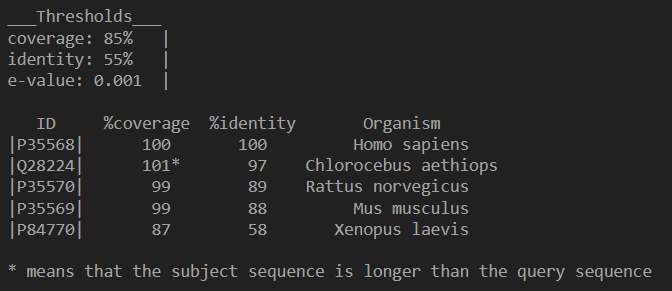 ___Thresholds___
coverage: 85%   |
identity: 55%   |
e-value: 0.001  |
   ID     %coverage  %identity       Organism
|P35568|      100       100         Homo sapiens
|Q28224|      101*       97    Chlorocebus aethiops
|P35570|       99        89    Rattus norvegicus
|P35569|       99        88         Mus musculus
|P84770|       87        58       Xenopus laevis
* means that the subject sequence is longer than the query sequence